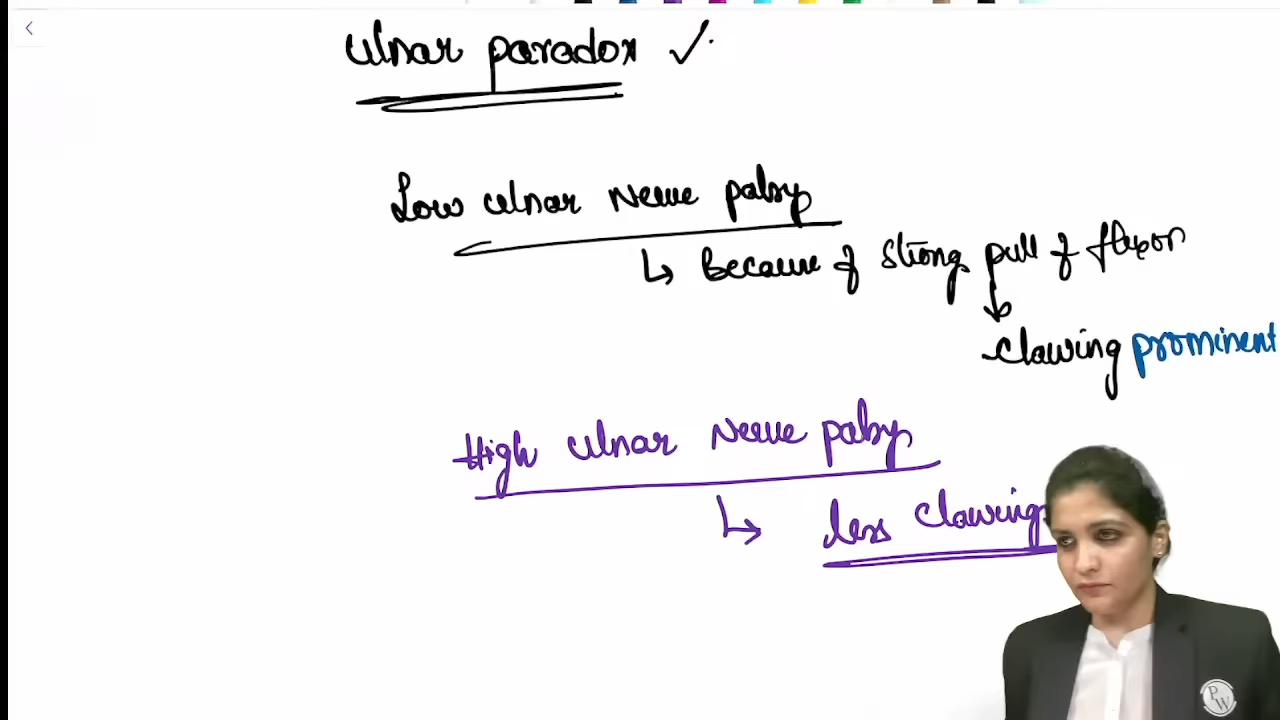 Ulnar paradox ✓
Low ulnar Nerve palsy
↳ Because of strong pull of flexor
↓
clawing prominent
High ulnar Nerve palsy
↳ less clawing
PW